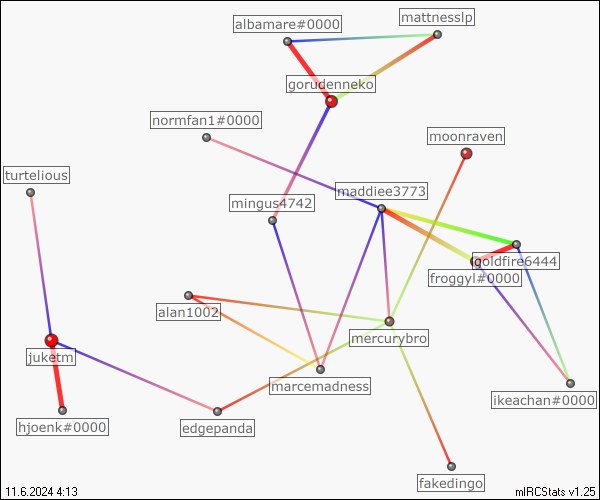 mattnesslp
albamare#0000
gorudenneko
normfan1#0000
moonraven
turtelious
maddiee3773
mingus4742
goldfire6444
froggyl#0000
alan1002
mercurybro
juketm
marcemadness
ikeachan#0000
hjoenk#0000
edgepanda
fakedingo
11.6.2024 4:13
mIRCStats v1.25